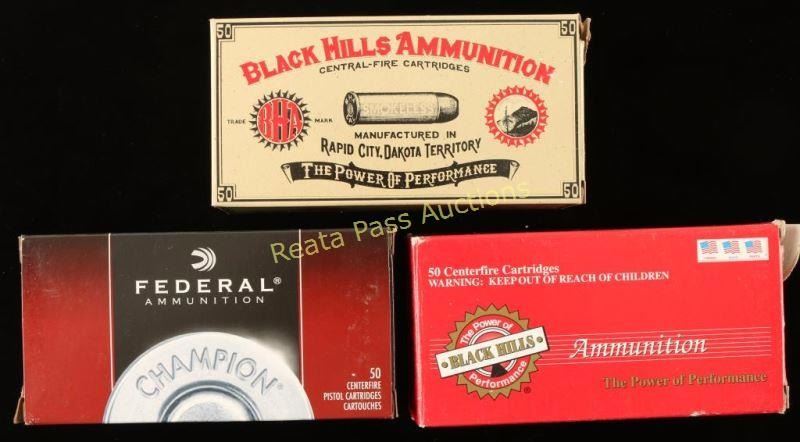 50
50
BLACK HILLS AMMUNITION
CENTRAL-FIRE CARTRIDGES
TRADE
BHA
MARK
SMOKELESS
MANUFACTURED IN
RAPID CITY, DAKOTA TERRITORY
THE POWER OF PERFORMANCE
50
50
Reata Pass Auctions
FEDERAL®
AMMUNITION
CHAMPION
50
CENTERFIRE
PISTOL CARTRIDGES
CARTOUCHES
50 Centerfire Cartridges
WARNING: KEEP OUT OF REACH OF CHILDREN
The Power of
BLACK HILLS
Performance
®
Ammunition
The Power of Performance